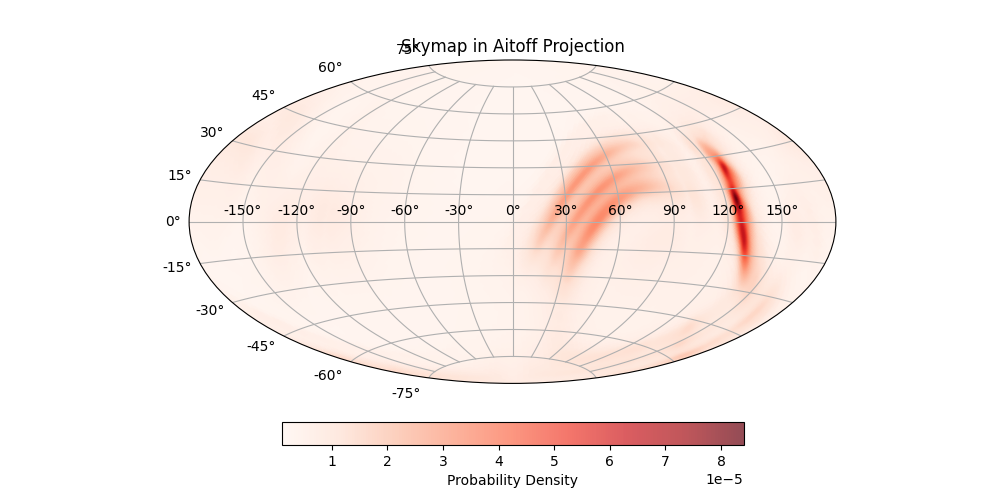 75°
Skymap in Aitoff Projection
60°
45°
30°
15°
-150° -120° -90° -60° -30° 0° 30° 60° 90° 120° 150°
0°
-15°
-30°
-45°
-60°
-75°
1 2 3 4 5 6 7 8
1e−5
Probability Density